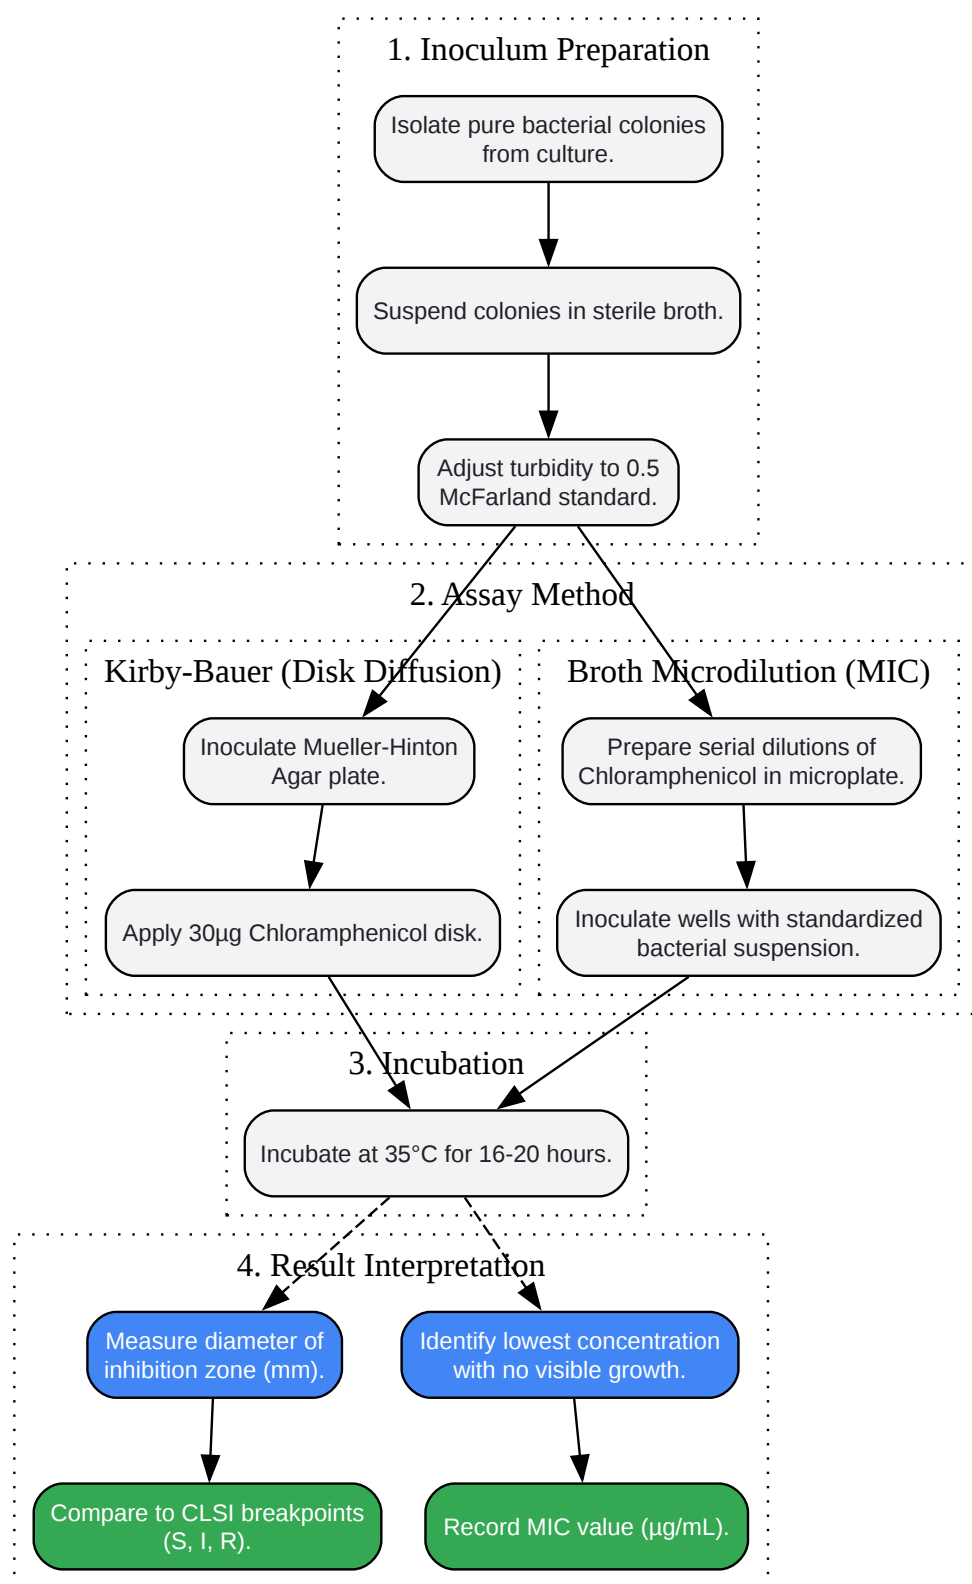 1. Inoculum Preparation
Isolate pure bacterial colonies
from culture.
Suspend colonies in sterile broth.
Adjust turbidity to 0.5
McFarland standard.
2. Assay Method
Kirby-Bauer (Disk Diffusion)
Inoculate Mueller-Hinton
Agar plate.
Apply 30µg Chloramphenicol disk.
Broth Microdilution (MIC)
Prepare serial dilutions of
Chloramphenicol in microplate.
Inoculate wells with standardized
bacterial suspension.
3. Incubation
Incubate at 35°C for 16-20 hours.
4. Result Interpretation
Measure diameter of
inhibition zone (mm).
Compare to CLSI breakpoints
(S, I, R).
Identify lowest concentration
with no visible growth.
Record MIC value (µg/mL).